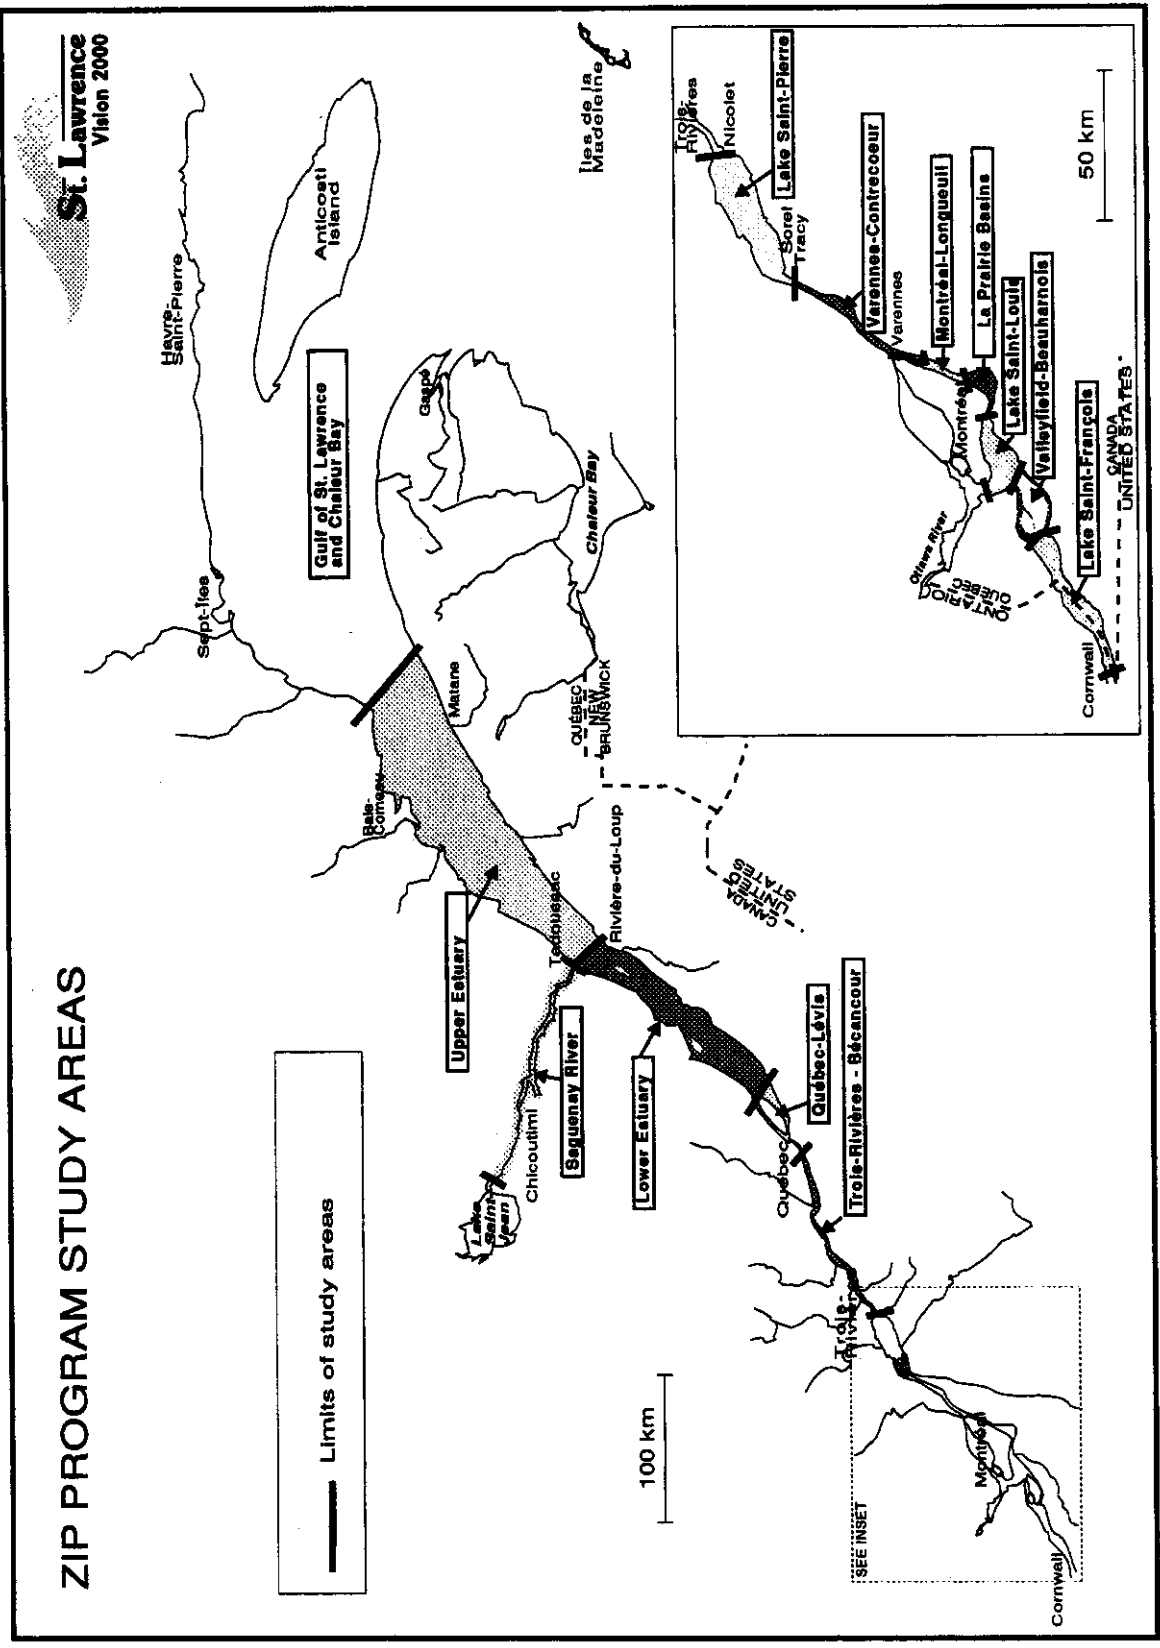 ZIP PROGRAM STUDY AREAS
St. Lawrence
Vision 2000
Limits of study areas
Havre-
Saint-Pierre
Sept-Îles
Anticosti
Island
Gulf of St. Lawrence
and Chaleur Bay
Gaspé
Chaleur Bay
Îles de la
Madeleine
Baie-
Comeau
Matane
QUÉBEC
NEW
BRUNSWICK
Upper Estuary
Tadoussac
Rivière-du-Loup
CANADA
UNITED
STATES
Lake
Saint-
Jean
Chicoutimi
Saguenay River
Lower Estuary
Québec
Québec-Lévis
Trois-Rivières - Bécancour
Trois-
Rivières
Montréal
Cornwall
SEE INSET
100 km
Trois-
Rivières
Nicolet
Lake Saint-Pierre
Sorel
Tracy
Varennes-Contrecoeur
Varennes
Montréal-Longueuil
La Prairie Basins
Montréal
Lake Saint-Louis
Valleyfield-Beauharnois
Ottawa River
ONTARIO
QUÉBEC
Lake Saint-François
Cornwall
CANADA
UNITED STATES
50 km